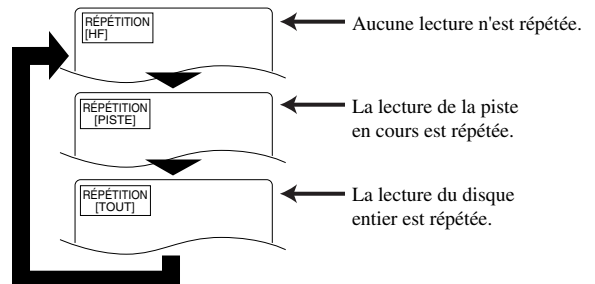 RÉPÉTITION
[HF]
Aucune lecture n'est répétée.
RÉPÉTITION
[PISTE]
La lecture de la piste
en cours est répétée.
RÉPÉTITION
[TOUT]
La lecture du disque
entier est répétée.